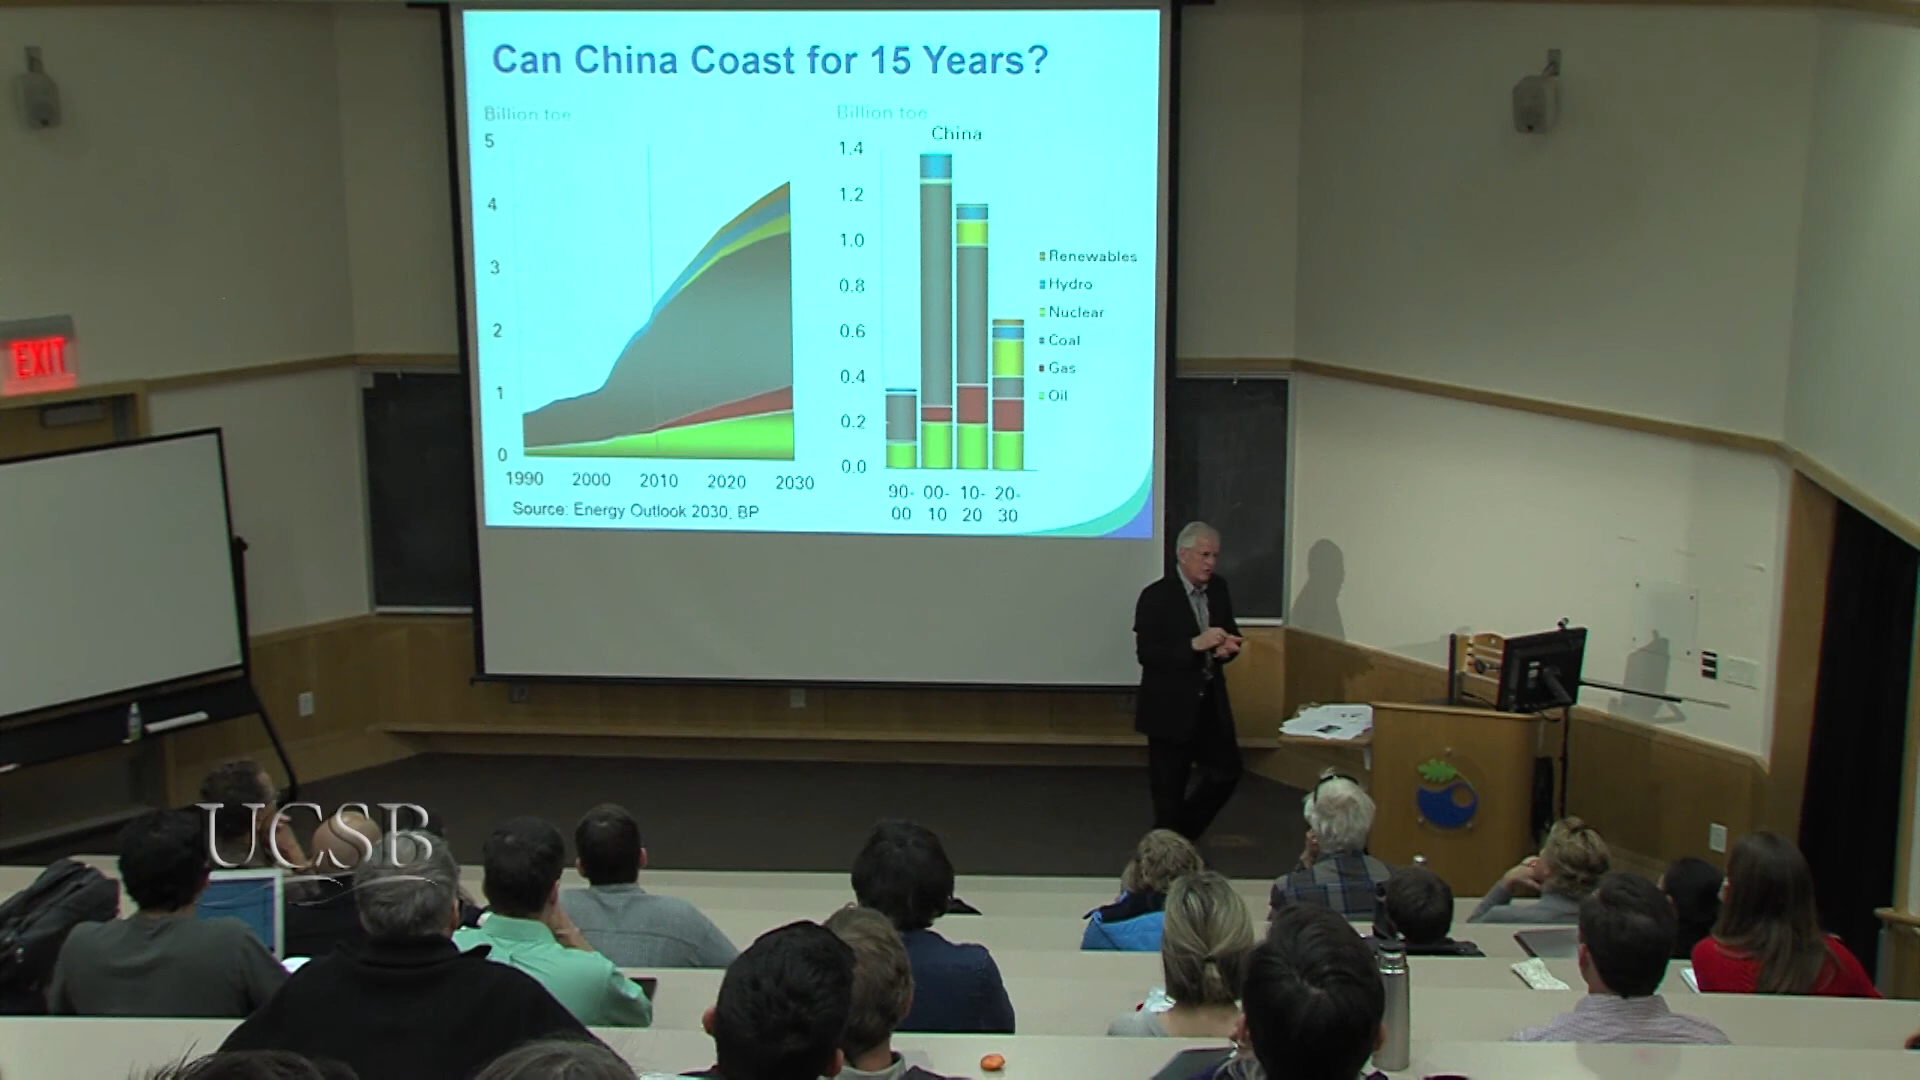 Can China Coast for 15 Years?
Billion toe
5
4
3
2
1
0
1990 2000 2010 2020 2030
Source: Energy Outlook 2030, BP
Billion toe
China
1.4
1.2
1.0
0.8
0.6
0.4
0.2
0.0
90-00 00-10 10-20 20-30
Renewables
Hydro
Nuclear
Coal
Gas
Oil
EXIT
UCSB